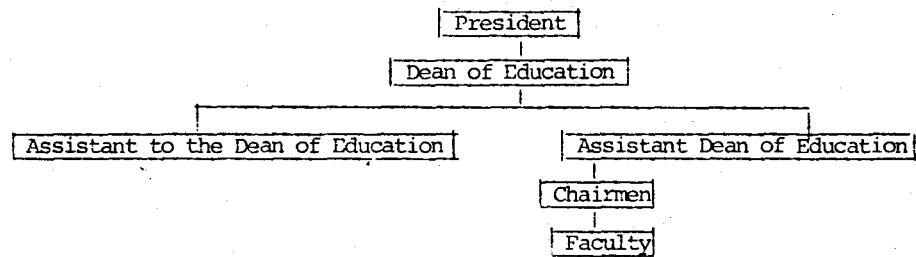 President
Dean of Education
Assistant to the Dean of Education Assistant Dean of Education
Chairmen
Faculty